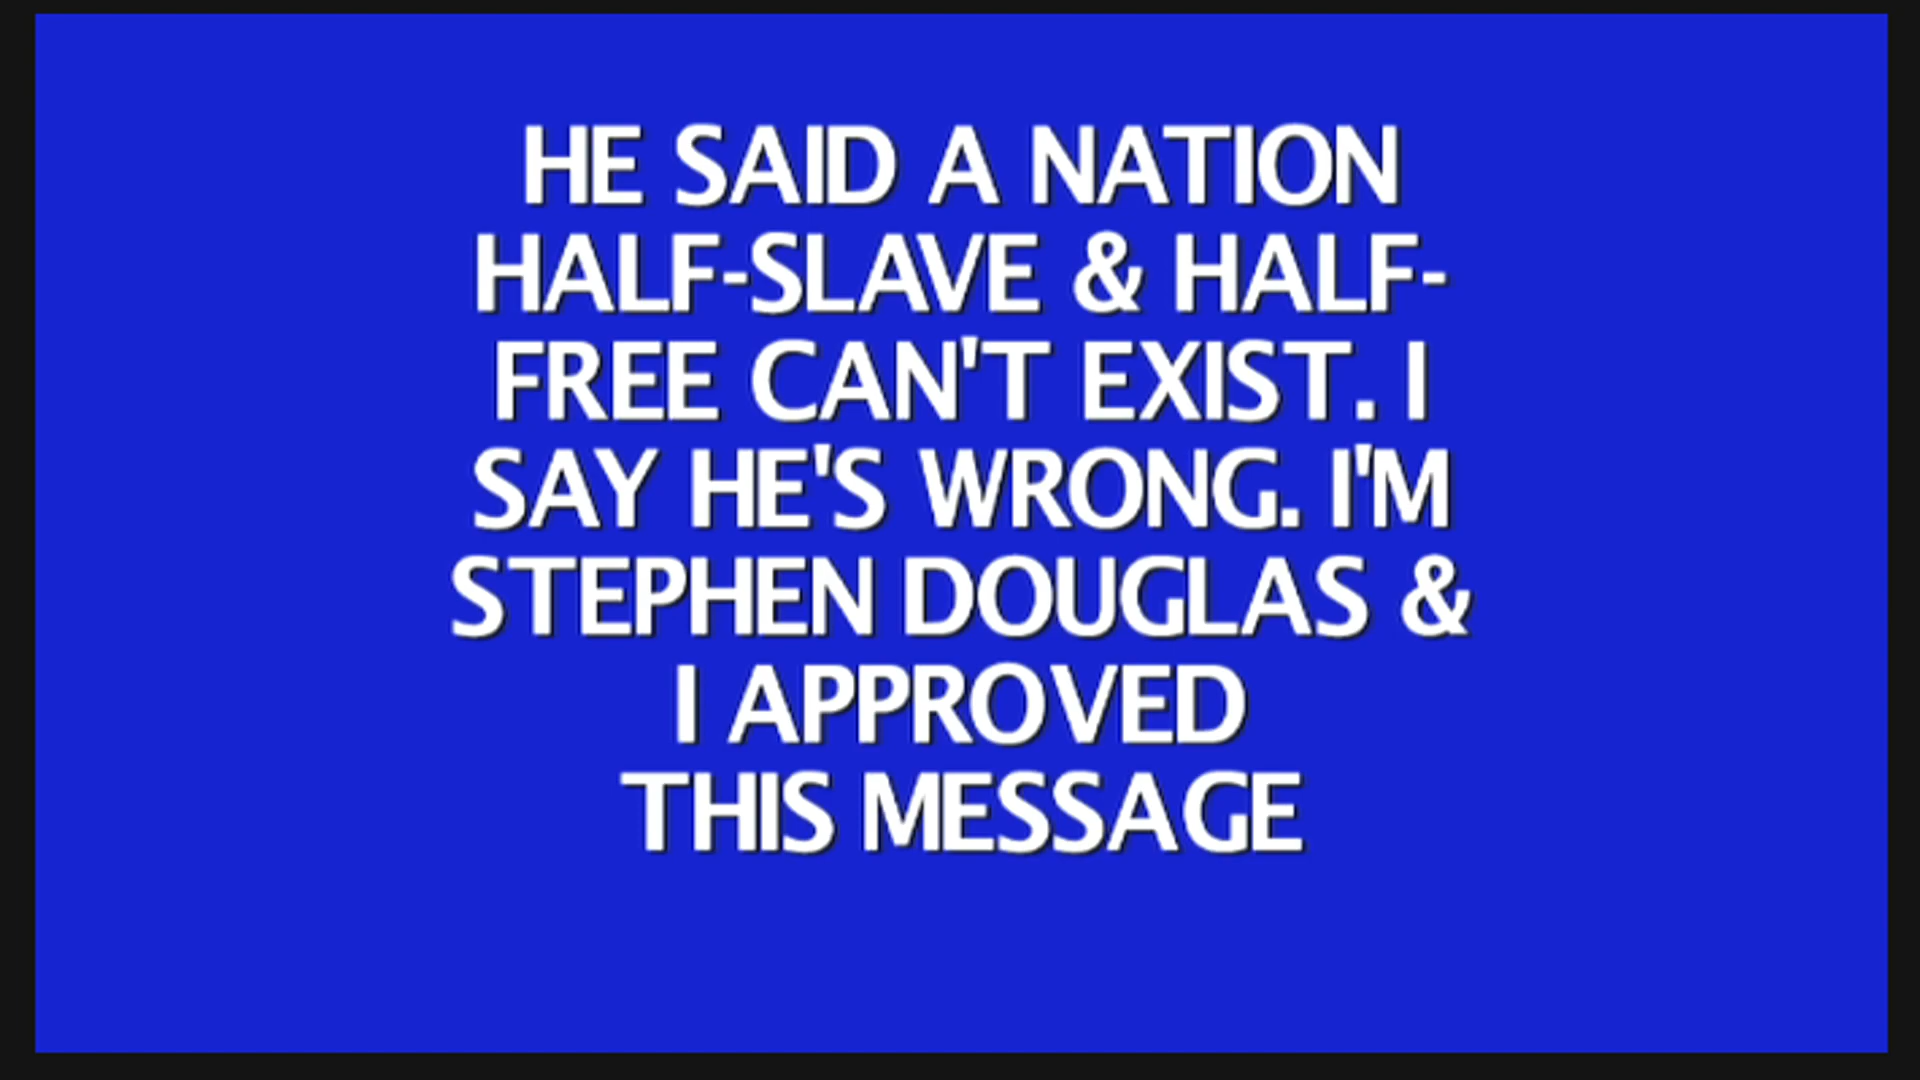 HE SAID A NATION
HALF-SLAVE & HALF-
FREE CAN'T EXIST. I
SAY HE'S WRONG. I'M
STEPHEN DOUGLAS &
I APPROVED
THIS MESSAGE